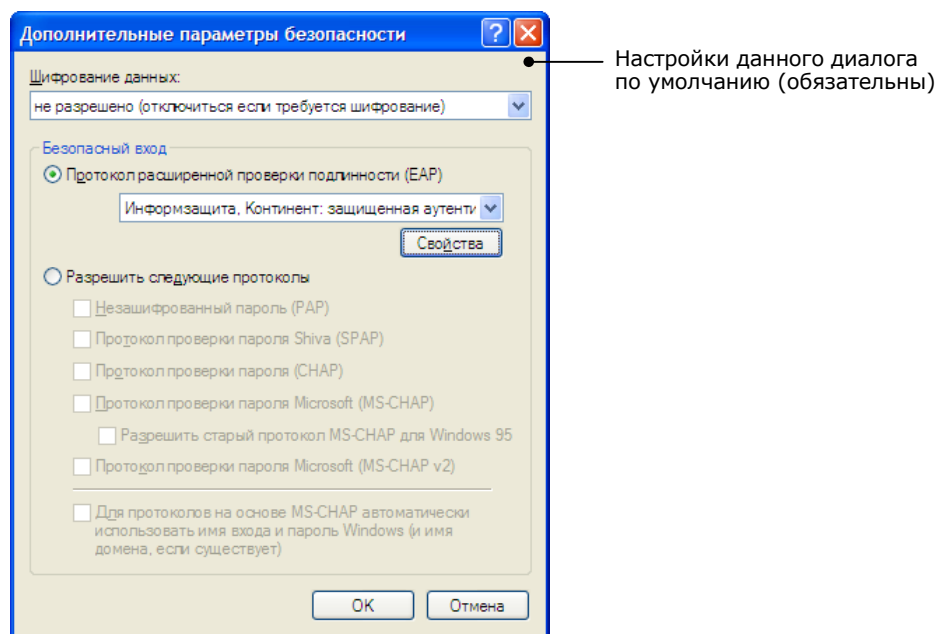 Дополнительные параметры безопасности
Настройки данного диалога
по умолчанию (обязательны)
Шифрование данных:
не разрешено (отключиться если требуется шифрование)
Безопасный вход
Протокол расширенной проверки подлинности (EAP)
Информзащита, Континент: защищенная аутенти
Свойства
Разрешить следующие протоколы
Незашифрованный пароль (PAP)
Протокол проверки пароля Shiva (SPAP)
Протокол проверки пароля (CHAP)
Протокол проверки пароля Microsoft (MS-CHAP)
Разрешить старый протокол MS-CHAP для Windows 95
Протокол проверки пароля Microsoft (MS-CHAP v2)
Для протоколов на основе MS-CHAP автоматически
использовать имя входа и пароль Windows (и имя
домена, если существует)
OK
Отмена